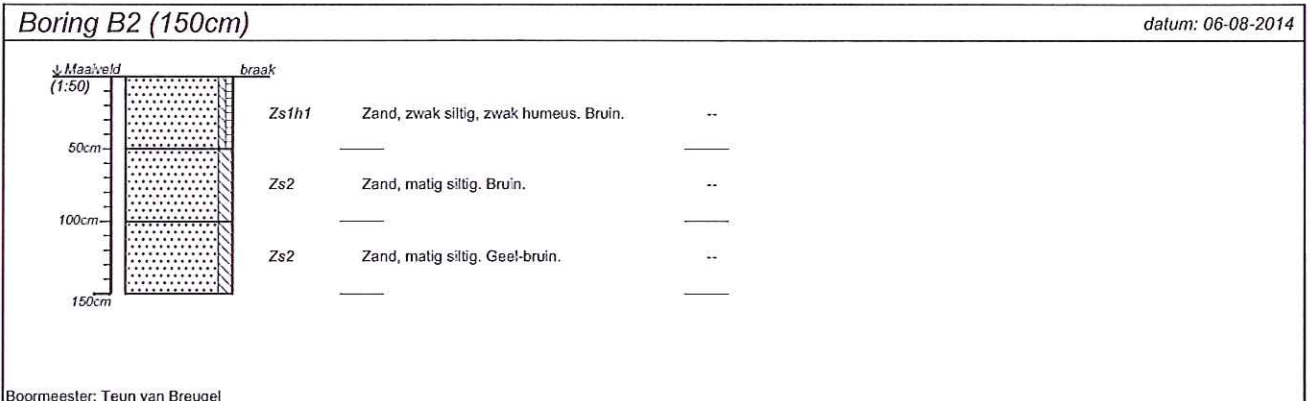 Boring B2 (150cm) datum: 06-08-2014
↓ Maaiveld braak
(1:50)
Zs1h1 Zand, zwak siltig, zwak humeus. Bruin. --
50cm
Zs2 Zand, matig siltig. Bruin. --
100cm
Zs2 Zand, matig siltig. Geel-bruin. --
150cm
Boormeester: Teun van Breugel